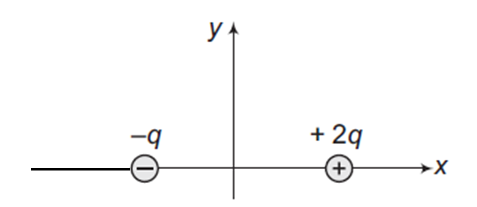 y
–q
+ 2q
– + x